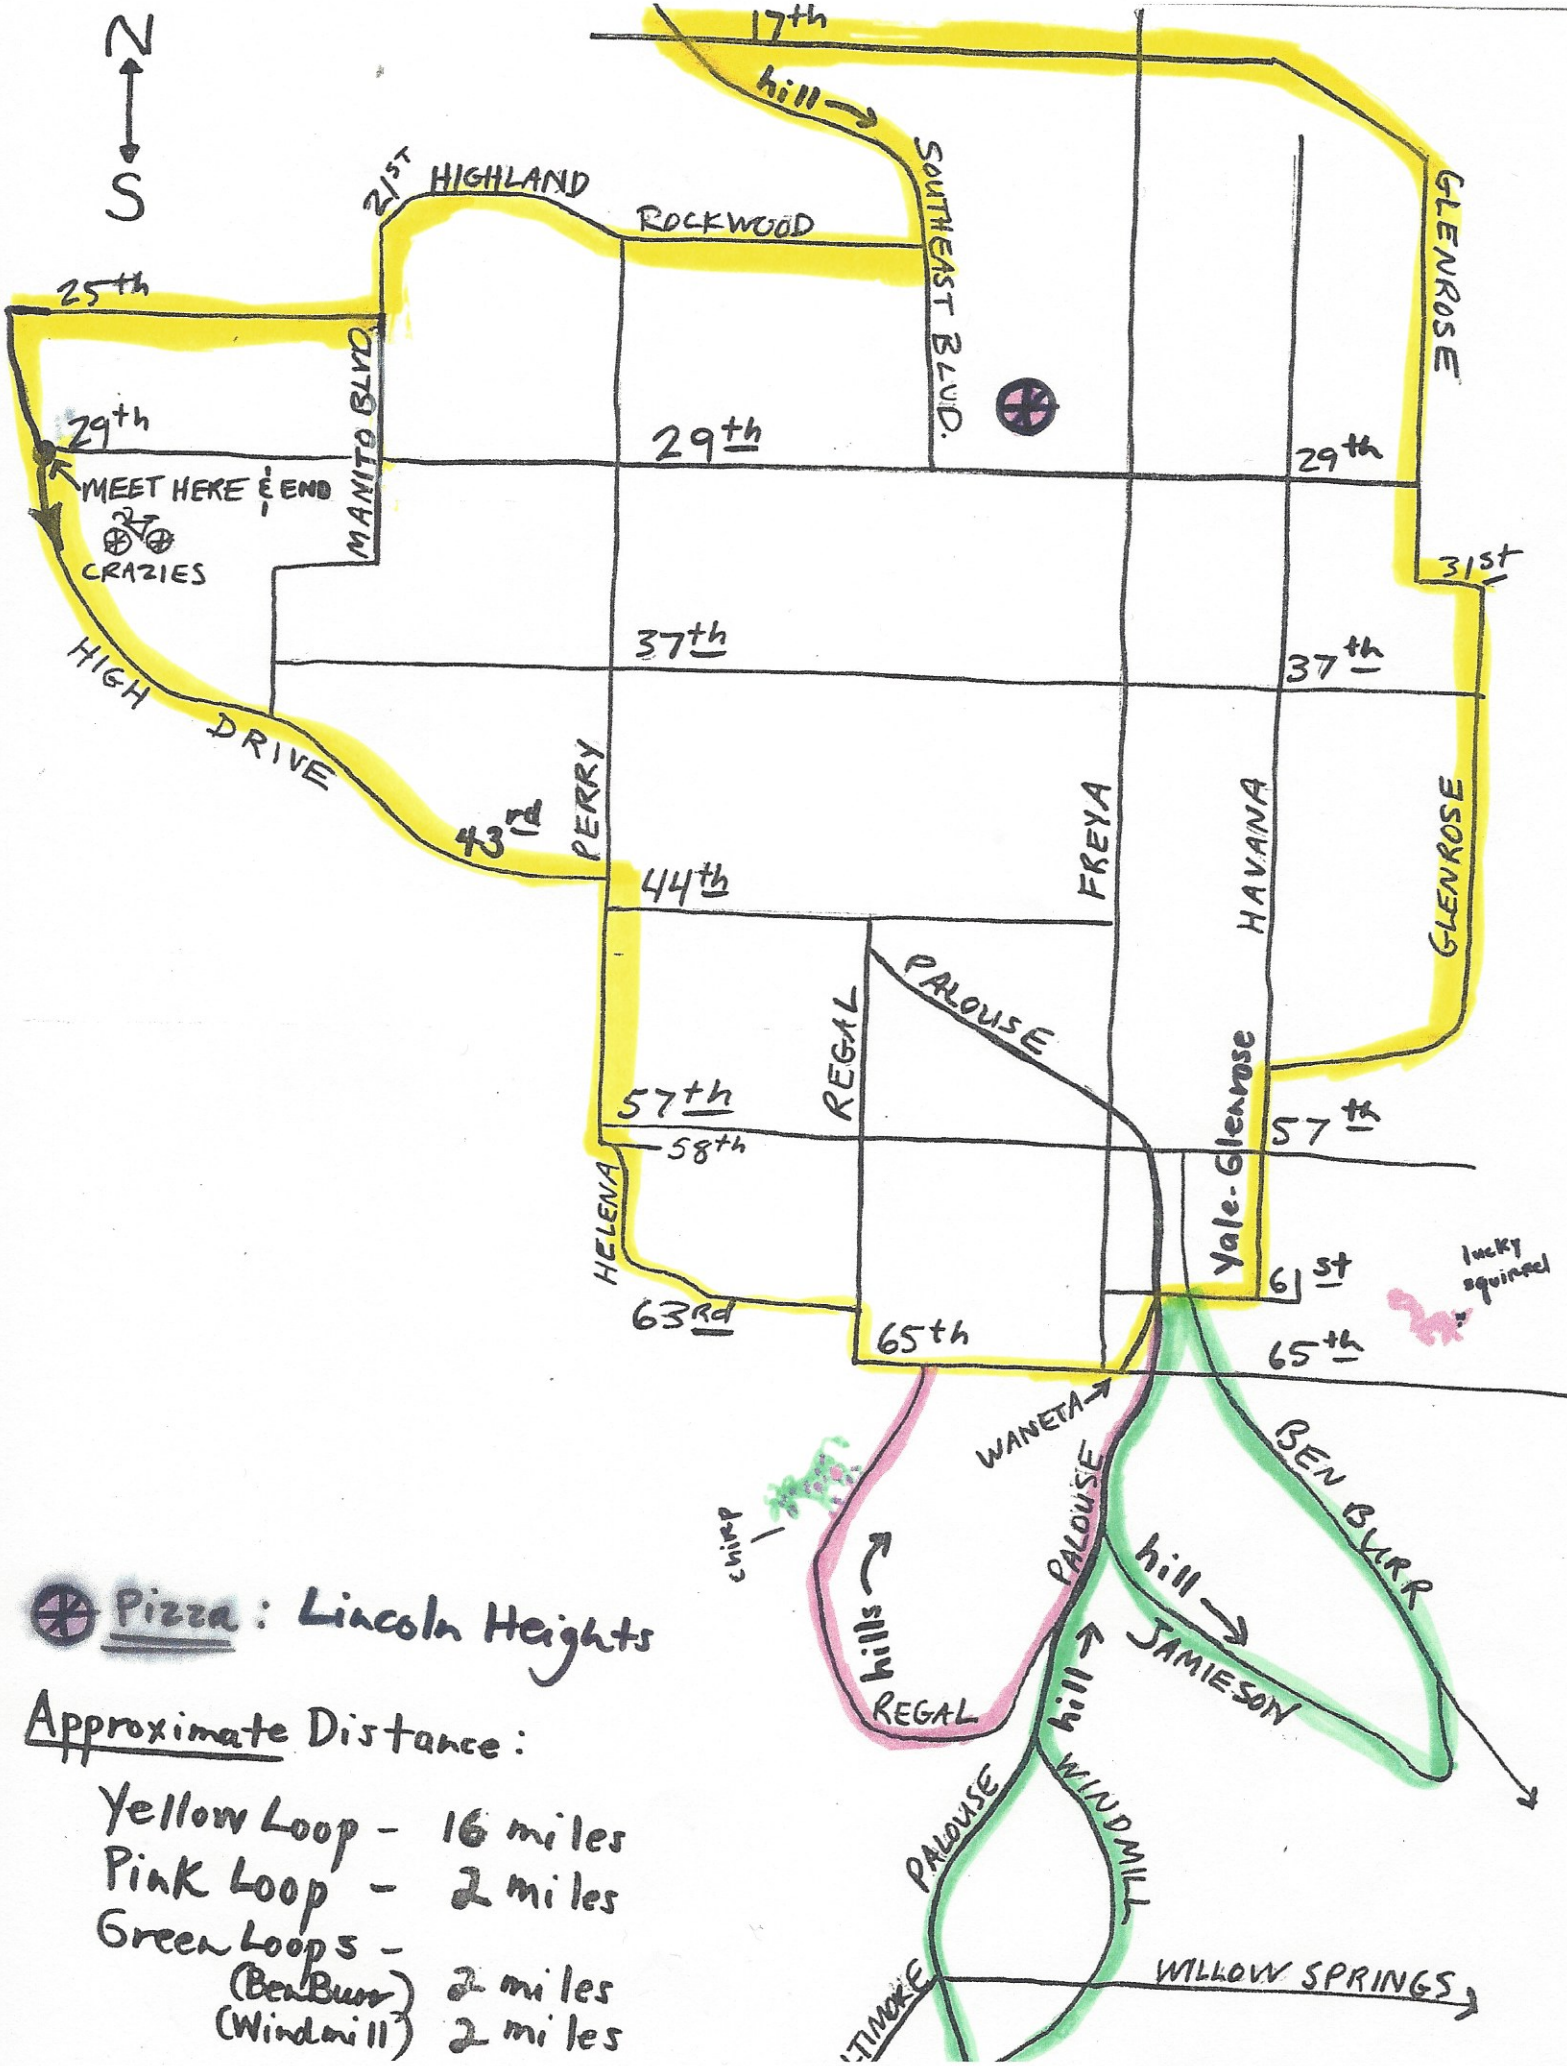 N
S
17th
hill
21ST
HIGHLAND
ROCKWOOD
SOUTHEAST BLVD.
GLENROSE
25th
MANITO BLVD.
29th
29th
29th
MEET HERE & END
CRAZIES
31st
HIGH
DRIVE
37th
37th
43rd
PERRY
FREYA
HAVANA
GLENROSE
44th
PALOUSE
REGAL
Yale-Glenrose
57th
57th
58th
HELENA
61st
lucky
squirrel
63Rd
65th
65th
WANETA
BEN BURR
PALOUSE
chirp
hill
JAMIESON
hills
REGAL
hill
Pizza: Lincoln Heights
Approximate Distance:
Yellow Loop - 16 miles
Pink Loop - 2 miles
Green Loops -
(Ben Burr) 2 miles
(Windmill) 2 miles
PALOUSE
WINDMILL
WILLOW SPRINGS